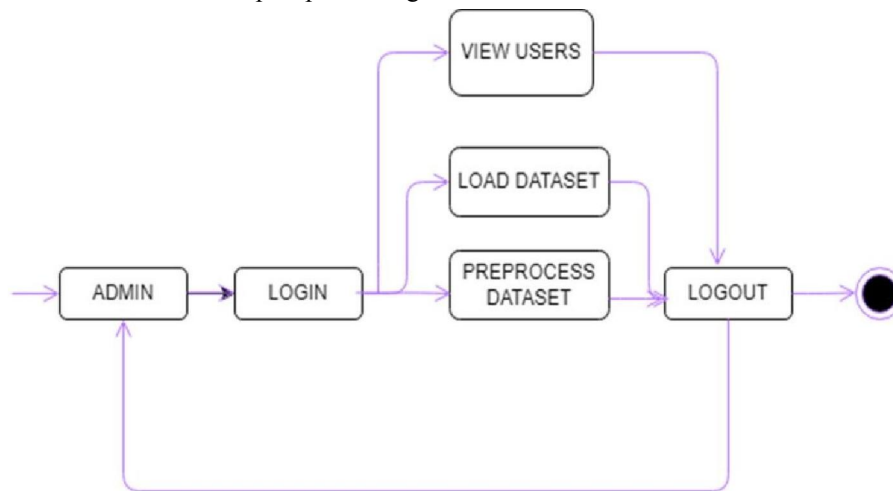 VIEW USERS
LOAD DATASET
PREPROCESS
DATASET
ADMIN
LOGIN
LOGOUT